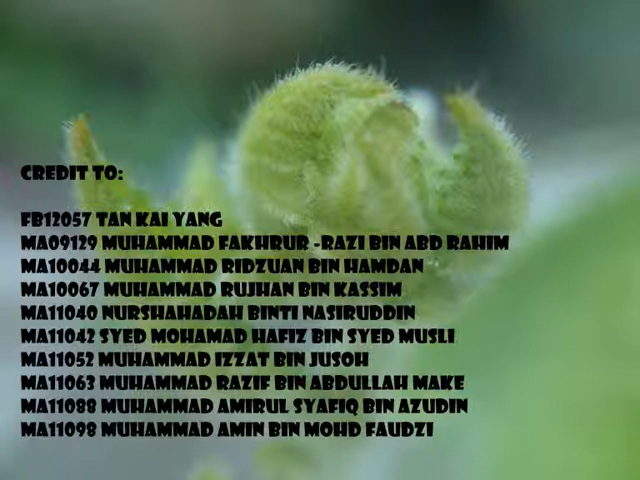 CREDIT TO:
FB12057 TAN KAI YANG
MA09129 MUHAMMAD FAKHRUR -RAZI BIN ABD RAHIM
MA10044 MUHAMMAD RIDZUAN BIN HAMDAN
MA10067 MUHAMMAD RUJHAN BIN KASSIM
MA11040 NURSHAHADAH BINTI NASIRUDDIN
MA11042 SYED MOHAMAD HAFIZ BIN SYED MUSLI
MA11052 MUHAMMAD IZZAT BIN JUSOH
MA11063 MUHAMMAD RAZIF BIN ABDULLAH MAKE
MA11088 MUHAMMAD AMIRUL SYAFIQ BIN AZUDIN
MA11098 MUHAMMAD AMIN BIN MOHD FAUDZI